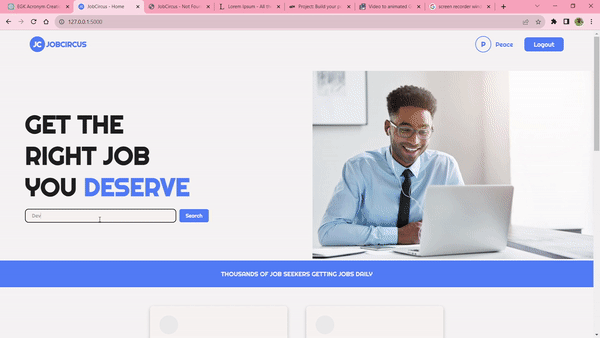 EGK Acronym Creat
JobCircus - Home
JobCircus - Not Fou
Lorem Ipsum - All th
Project: Build your p
Video to animated
screen recorder wind
127.0.0.1:5000
JC JOBCIRCUS
P Peace Logout
GET THE
RIGHT JOB
YOU DESERVE
Dev Search
THOUSANDS OF JOB SEEKERS GETTING JOBS DAILY